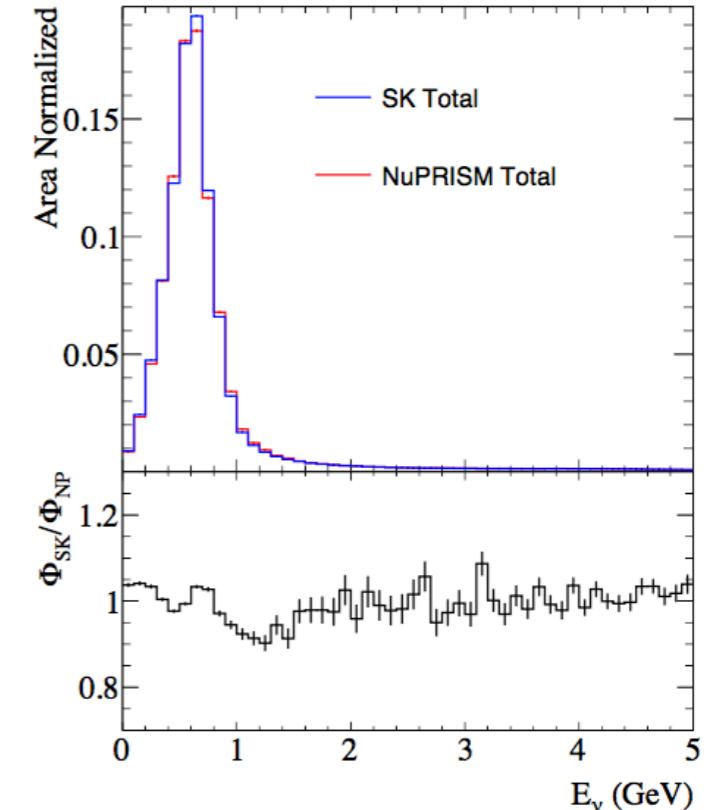 Area Normalized
0.15
0.1
0.05
SK Total
NuPRISM Total
Φ_SK/Φ_NP
1.2
1
0.8
0 1 2 3 4 5
E_ν (GeV)